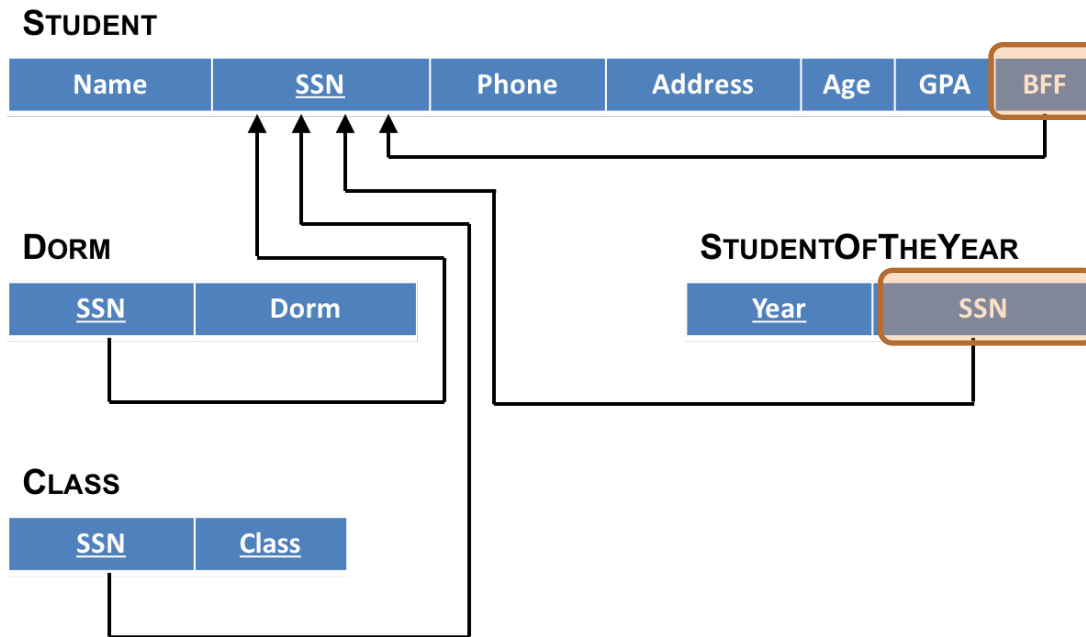 STUDENT
Name SSN Phone Address Age GPA BFF
DORM
SSN Dorm
STUDENTOFTHEYEAR
Year SSN
CLASS
SSN Class